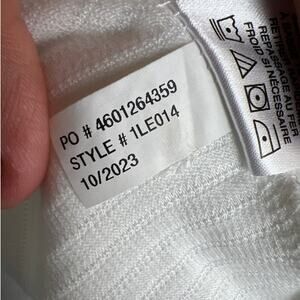 PO # 4601264359
STYLE # 1LE014
10/2023
REPASSAGE AU FER
FROID SI NÉCESSAIRE